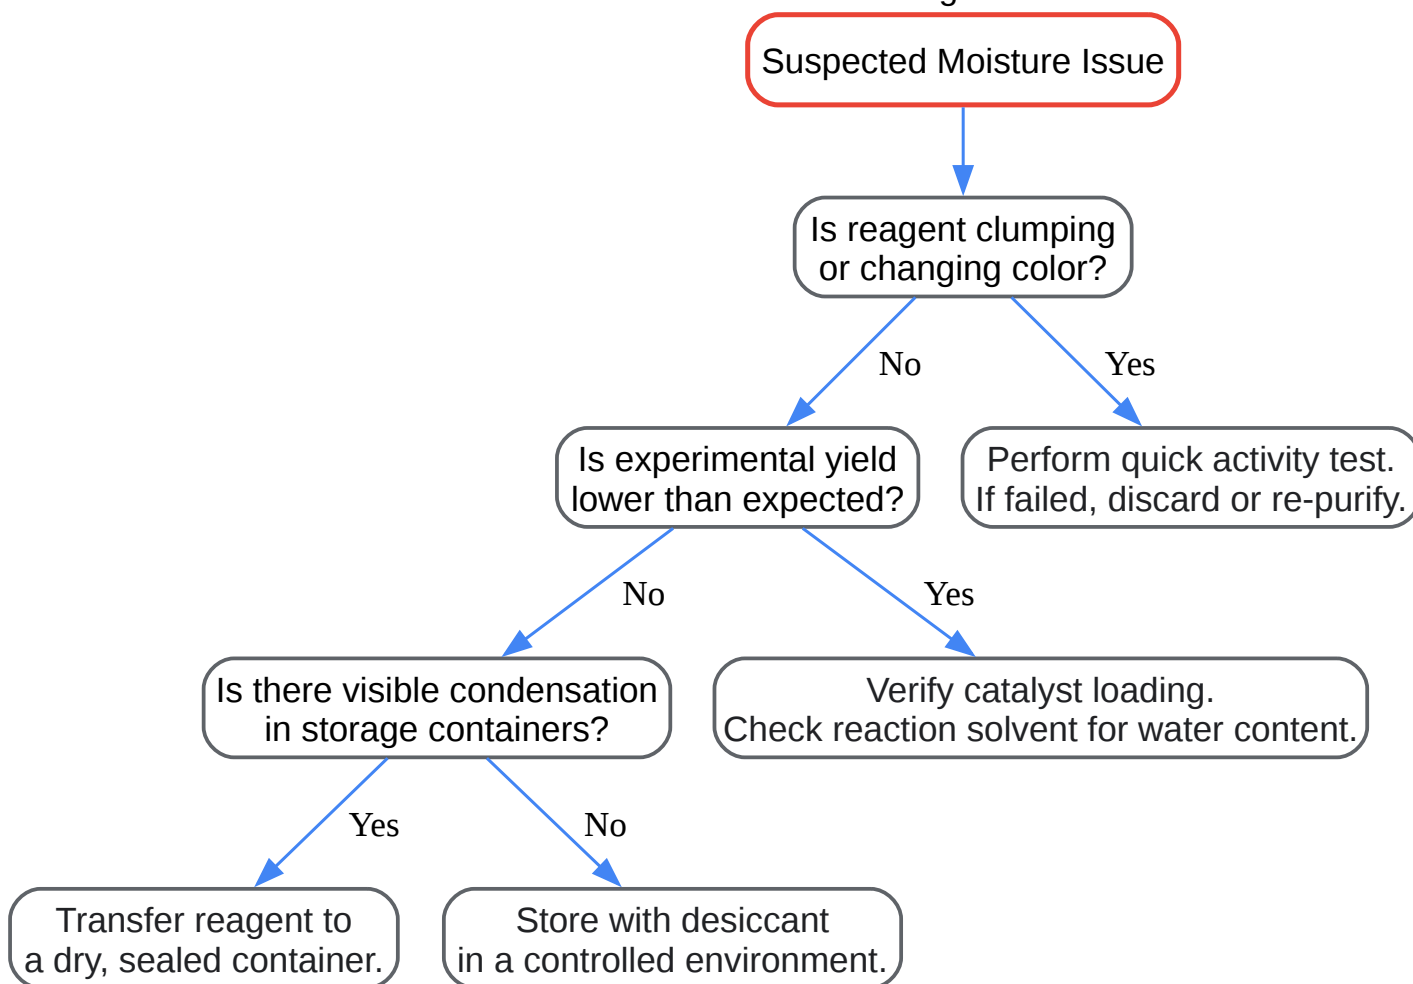 Suspected Moisture Issue
Is reagent clumping
or changing color?
No
Yes
Is experimental yield
lower than expected?
Perform quick activity test.
If failed, discard or re-purify.
No
Yes
Is there visible condensation
in storage containers?
Verify catalyst loading.
Check reaction solvent for water content.
Yes
No
Transfer reagent to
a dry, sealed container.
Store with desiccant
in a controlled environment.